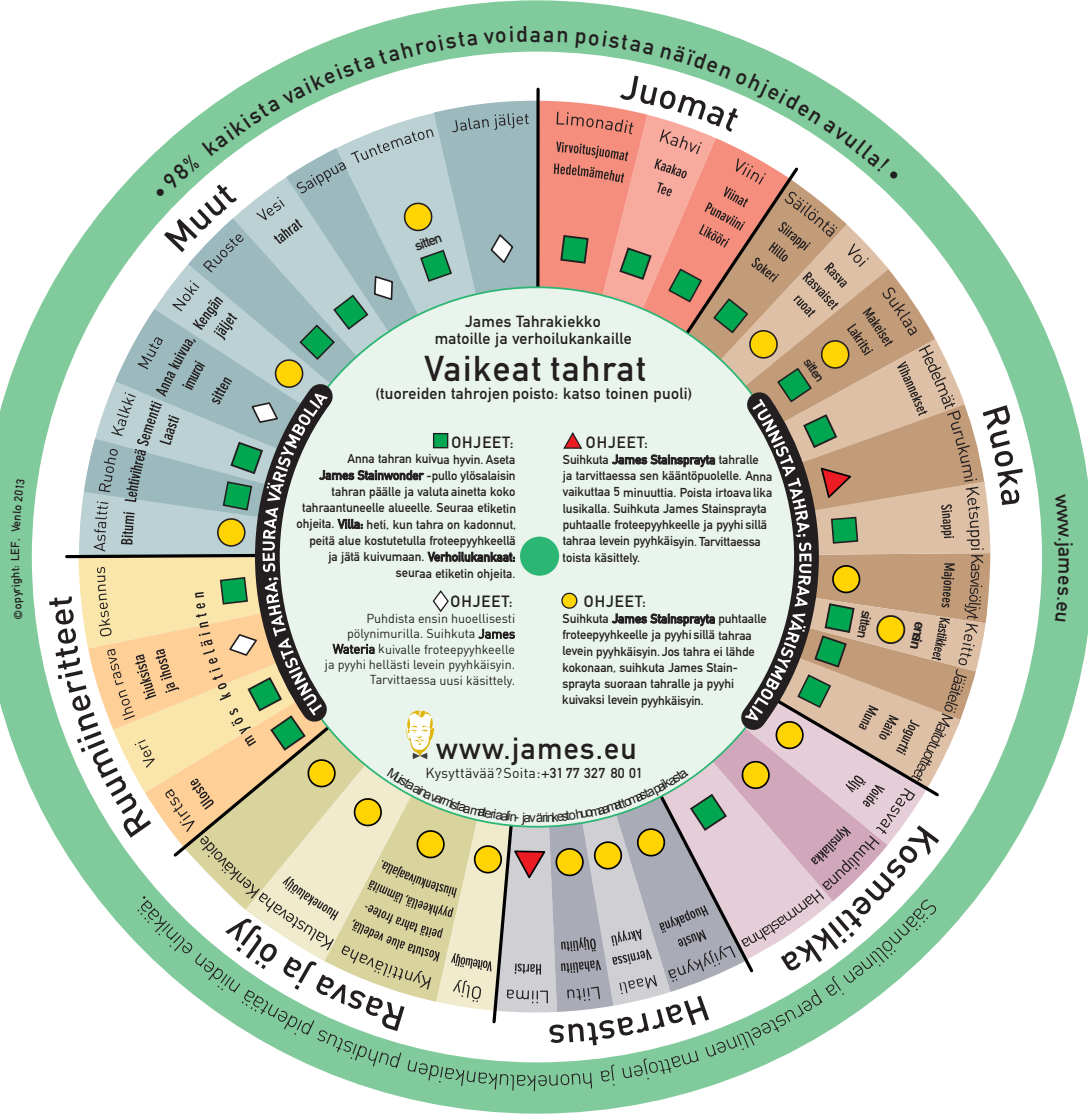 • 98% kaikista vaikeista tahroista voidaan poistaa näiden ohjeiden avulla! •
www.james.eu
Säännöllinen ja perusteellinen mattojen ja huonekalukankaiden puhdistus pidentää niiden elinikää.
©opyright: LEF. Venlo 2013
Juomat
Limonadit
Virvoitusjuomat
Hedelmämehut
Kahvi
Kaakao
Tee
Viini
Viinat
Punaviini
Likööri
Ruoka
Säilöntä
Siirappi
Hillo
Sokeri
Voi
Rasva
Rasvaiset
ruoat
Suklaa
Makeiset
Lakritsi
sitten
Hedelmät
Vihannekset
Purukumi
Ketsuppi
Sinappi
Kasvisöljyt
Majonees
Keitto
Kastikkeet
ensin
sitten
Jäätelö
Maitotuotteet
Jogurtti
Maito
Muna
Kosmetiikka
Rasvat
Voide
Öljy
Huulipuna
Kynsilakka
Hammastahna
Harrastus
Lyijykynä
Huopakynä
Muste
Maali
Akryyli
Vernissa
Liitu
Vahaliitu
Öljyliitu
Liima
Hartsi
Rasva ja öljy
Öljy
Voiteluöljy
Kynttilävaha
Kostuta alue vedellä,
peitä tahra frotee-
pyyhkeellä, lämmitä
hiustenkuivaajalla.
Kalustevaha
Huonekaluöljy
Kenkävoide
Ruumiineritteet
Virtsa
Uloste
Veri
Ihon rasva
hiuksista
ja ihosta
Oksennus
myös kotieläinten
Muut
Asfaltti
Bitumi
Ruoho
Lehtivihreä
Kalkki
Sementti
Laasti
Muta
Anna kuivua,
imuroi
sitten
Noki
Kengän
jäljet
Ruoste
Vesi
tahrat
Saippua
Tuntematon
sitten
Jalan jäljet
TUNNISTA TAHRA; SEURAA VÄRISYMBOLIA
TUNNISTA TAHRA; SEURAA VÄRISYMBOLIA
James Tahrakiekko
matoille ja verhoilukankaille
Vaikeat tahrat
(tuoreiden tahrojen poisto: katso toinen puoli)
OHJEET:
Anna tahran kuivua hyvin. Aseta
James Stainwonder -pullo ylösalaisin
tahran päälle ja valuta ainetta koko
tahraantuneelle alueelle. Seuraa etiketin
ohjeita. Villa: heti, kun tahra on kadonnut,
peitä alue kostutetulla froteepyyhkeellä
ja jätä kuivumaan. Verhoilukankaat:
seuraa etiketin ohjeita.
OHJEET:
Suihkuta James Stainsprayta tahralle
ja tarvittaessa sen kääntöpuolelle. Anna
vaikuttaa 5 minuuttia. Poista irtoava lika
lusikalla. Suihkuta James Stainsprayta
puhtaalle froteepyyhkeelle ja pyyhi sillä
tahraa levein pyyhkäisyin. Tarvittaessa
toista käsittely.
OHJEET:
Puhdista ensin huoellisesti
pölynimurilla. Suihkuta James
Wateria kuivalle froteepyyhkeelle
ja pyyhi hellästi levein pyyhkäisyin.
Tarvittaessa uusi käsittely.
OHJEET:
Suihkuta James Stainsprayta puhtaalle
froteepyyhkeelle ja pyyhi sillä tahraa
levein pyyhkäisyin. Jos tahra ei lähde
kokonaan, suihkuta James Stain-
sprayta suoraan tahralle ja pyyhi
kuivaksi levein pyyhkäisyin.
www.james.eu
Kysyttävää? Soita: +31 77 327 80 01
Muista aina varmistaa materiaalin- ja värinkesto huomaamattomasta paikasta